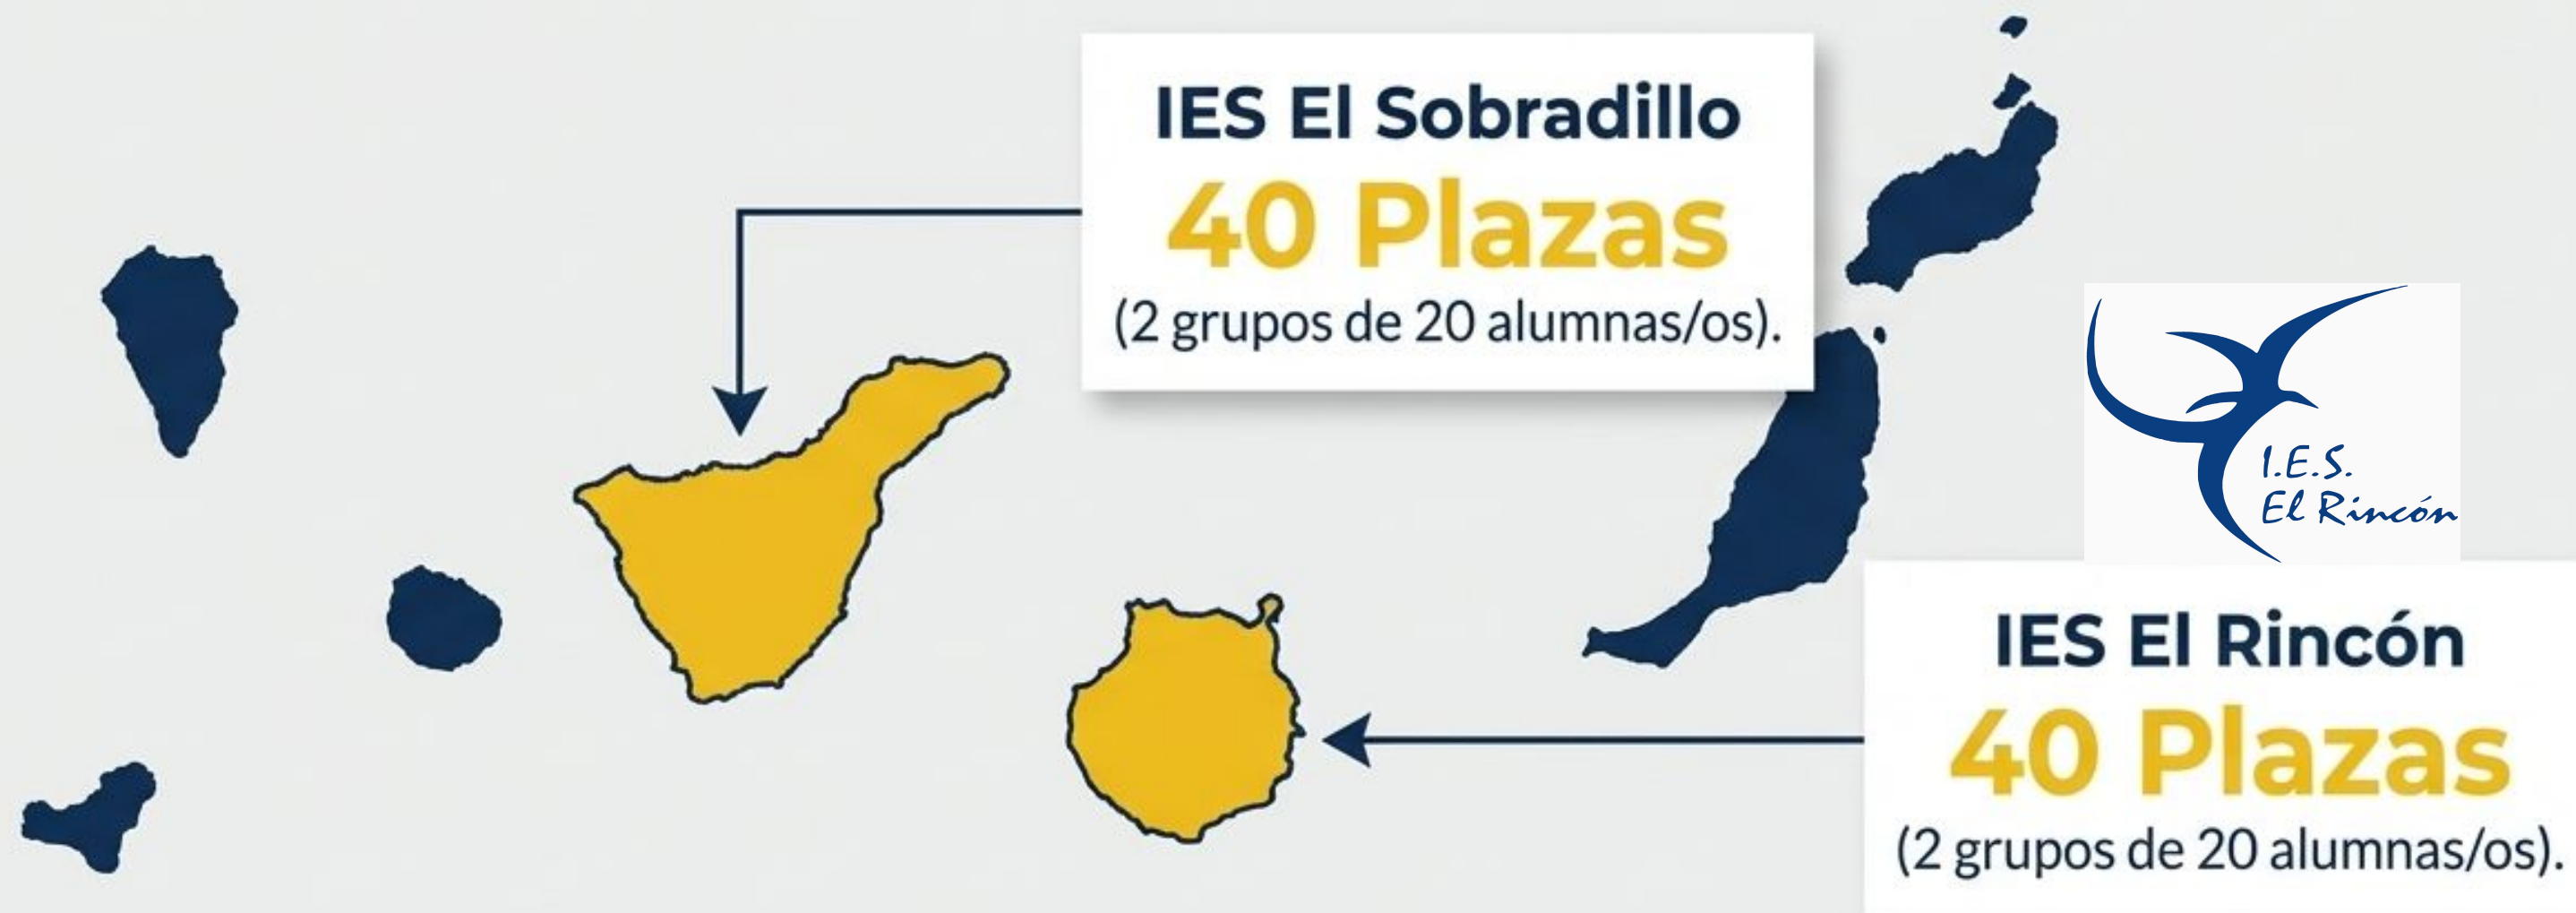 IES El Sobradillo
40 Plazas
(2 grupos de 20 alumnas/os).
I.E.S.
El Rincón
IES El Rincón
40 Plazas
(2 grupos de 20 alumnas/os).